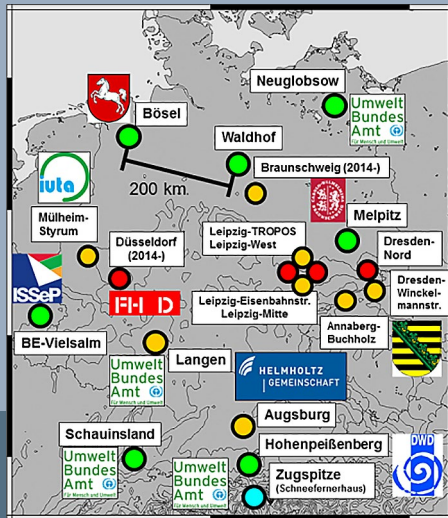 Neuglobsow
Umwelt
Bundes
Amt
Für Mensch und Umwelt
Bösel
Waldhof
Braunschweig (2014-)
200 km.
iuta
Mülheim-
Styrum
Düsseldorf
(2014-)
Leipzig-TROPOS
Leipzig-West
Melpitz
Dresden-
Nord
ISSeP
FH D
Leipzig-Eisenbahnstr.
Leipzig-Mitte
Dresden-
Winckel-
mannstr.
Annaberg-
Buchholz
BE-Vielsalm
Umwelt
Bundes
Amt
Für Mensch und Umwelt
Langen
HELMHOLTZ
GEMEINSCHAFT
Augsburg
Schauinsland
Hohenpeißenberg
Umwelt
Bundes
Amt
Für Mensch und Umwelt
Umwelt
Bundes
Amt
Für Mensch und Umwelt
Zugspitze
(Schneefernerhaus)
DWD